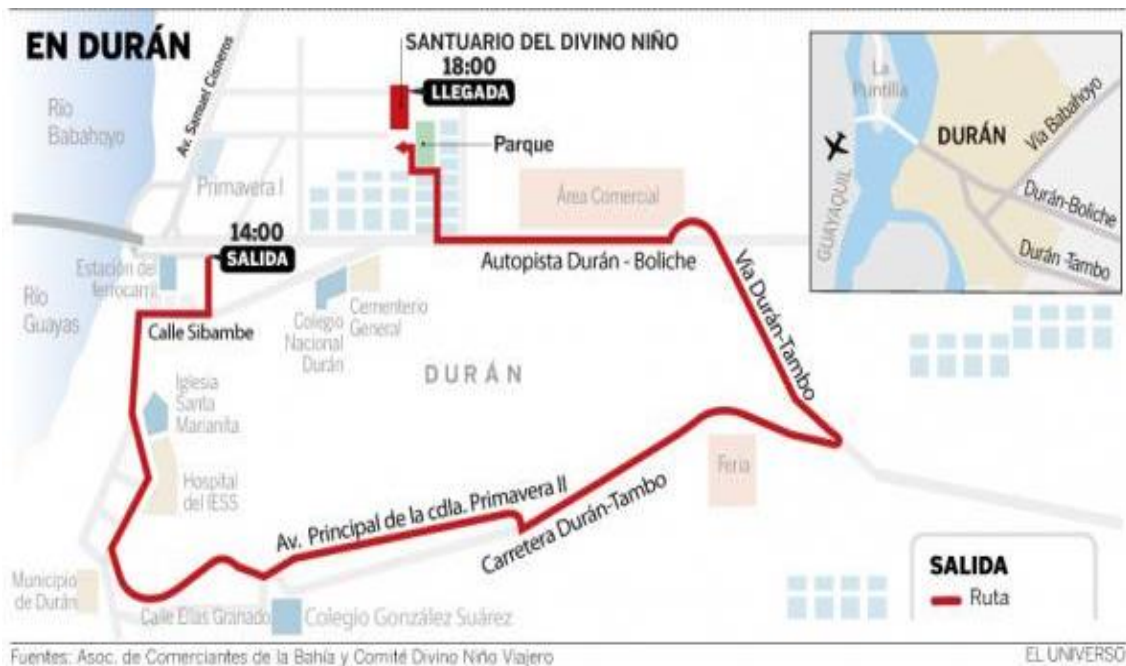 EN DURÁN
Río
Babahoyo
Av. Samuel Cisneros
Primavera I
SANTUARIO DEL DIVINO NIÑO
18:00
LLEGADA
Parque
Área Comercial
14:00
SALIDA
Estación del
ferrocarril
Río
Guayas
Calle Sibambe
Colegio
Nacional
Durán
Cementerio
General
Autopista Durán - Boliche
Vía Durán-Tambo
DURÁN
Iglesia
Santa
Marianita
Hospital
del IESS
Feria
Av. Principal de la cdla. Primavera II
Carretera Durán-Tambo
Municipio
de Durán
Calle Elías Granado
Colegio González Suárez
La
Puntilla
DURÁN
GUAYAQUIL
Vía Babahoyo
Durán-Boliche
Durán-Tambo
SALIDA
Ruta
Fuentes: Asoc. de Comerciantes de la Bahía y Comité Divino Niño Viajero
EL UNIVERSO